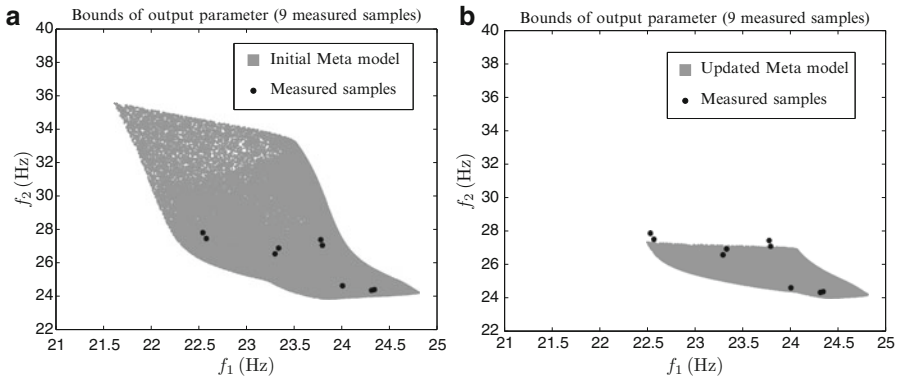 a
Bounds of output parameter (9 measured samples)
40
38
36
34
32
30
28
26
24
22
f₂ (Hz)
Initial Meta model
Measured samples
21 21.5 22 22.5 23 23.5 24 24.5 25
f₁ (Hz)
b
Bounds of output parameter (9 measured samples)
40
38
36
34
32
30
28
26
24
22
f₂ (Hz)
Updated Meta model
Measured samples
21 21.5 22 22.5 23 23.5 24 24.5 25
f₁ (Hz)